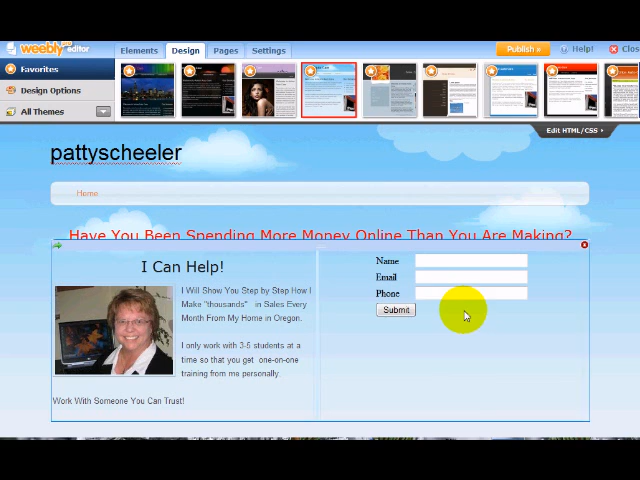 weebly pro editor
Elements Design Pages Settings
Publish » Help! Clos
Favorites
Design Options
All Themes
Edit HTML/CSS
pattyscheeler
Home
Have You Been Spending More Money Online Than You Are Making?
I Can Help!
I Will Show You Step by Step How I
Make "thousands" in Sales Every
Month From My Home in Oregon.
I only work with 3-5 students at a
time so that you get one-on-one
training from me personally.
Work With Someone You Can Trust!
Name
Email
Phone
Submit